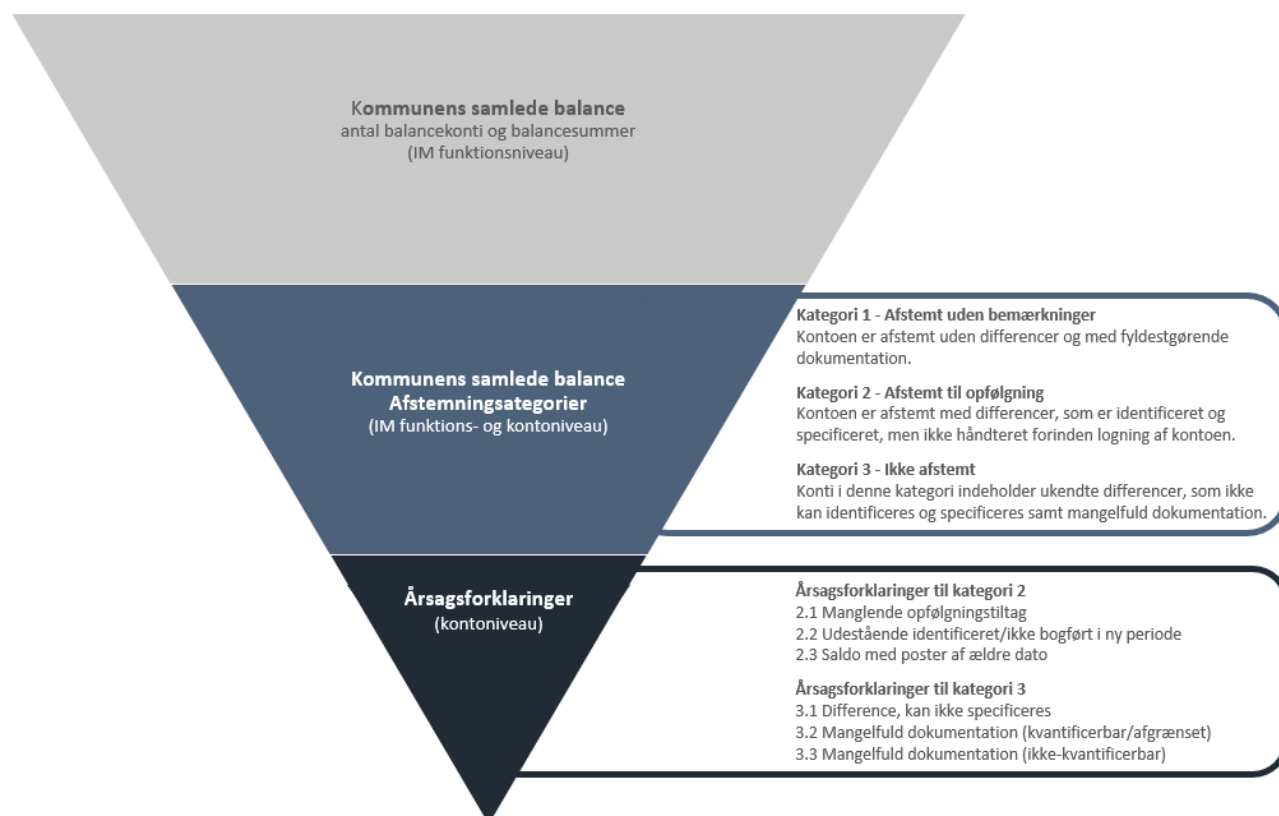 Kommunens samlede balance
antal balancekonti og balancesummer
(IM funktionsniveau)
Kommunens samlede balance
Afstemningsategorier
(IM funktions- og kontoniveau)
Kategori 1 - Afstemt uden bemærkninger
Kontoen er afstemt uden differencer og med fyldestgørende
dokumentation.
Kategori 2 - Afstemt til opfølgning
Kontoen er afstemt med differencer, som er identificeret og
specificeret, men ikke håndteret forinden logning af kontoen.
Kategori 3 - Ikke afstemt
Konti i denne kategori indeholder ukendte differencer, som ikke
kan identificeres og specificeres samt mangelfuld dokumentation.
Årsagsforklaringer
(kontoniveau)
Årsagsforklaringer til kategori 2
2.1 Manglende opfølgningstiltag
2.2 Udestående identificeret/ikke bogført i ny periode
2.3 Saldo med poster af ældre dato
Årsagsforklaringer til kategori 3
3.1 Difference, kan ikke specificeres
3.2 Mangelfuld dokumentation (kvantificerbar/afgrænset)
3.3 Mangelfuld dokumentation (ikke-kvantificerbar)